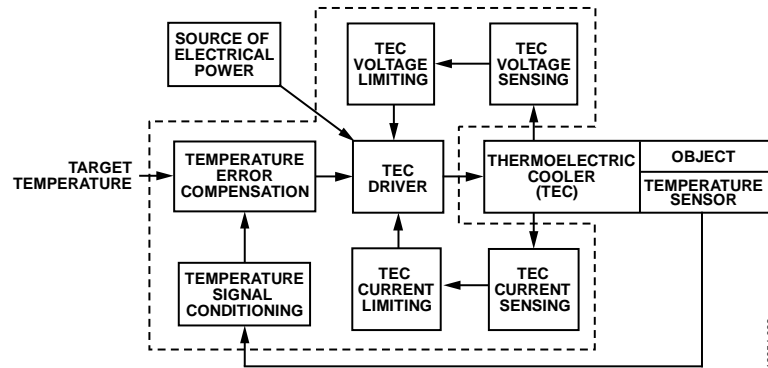 SOURCE OF
ELECTRICAL
POWER
TEC
VOLTAGE
LIMITING
TEC
VOLTAGE
SENSING
TARGET
TEMPERATURE
TEMPERATURE
ERROR
COMPENSATION
TEC
DRIVER
THERMOELECTRIC
COOLER
(TEC)
OBJECT
TEMPERATURE
SENSOR
TEMPERATURE
SIGNAL
CONDITIONING
TEC
CURRENT
LIMITING
TEC
CURRENT
SENSING